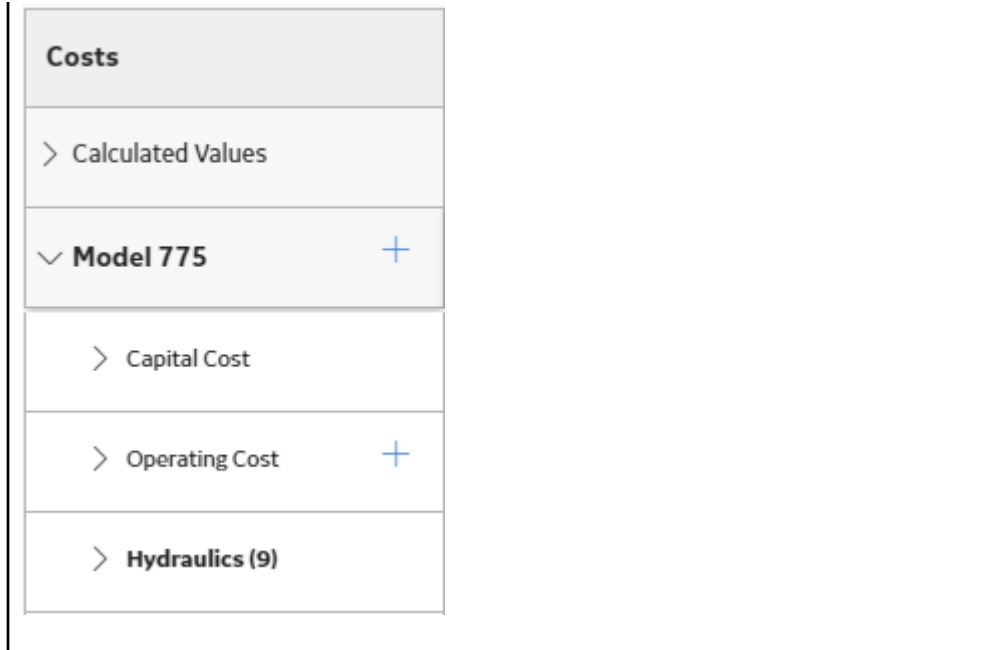 Costs
Calculated Values
Model 775
Capital Cost
Operating Cost
Hydraulics (9)